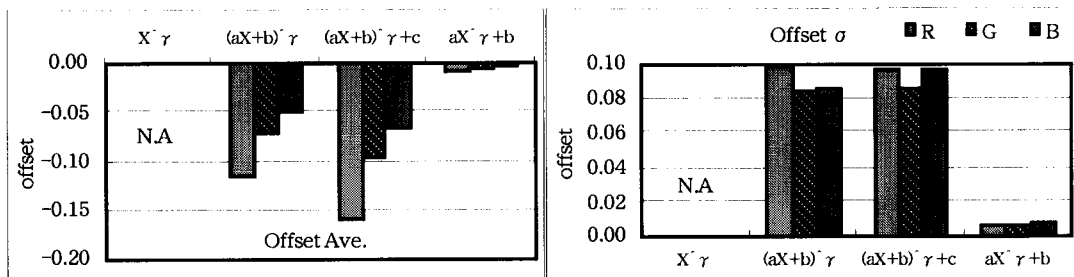 X^γ (aX+b)^γ (aX+b)^γ+c aX^γ+b
0.00
-0.05
-0.10
-0.15
-0.20
offset
N.A
Offset Ave.
Offset σ R G B
0.10
0.08
0.06
0.04
0.02
0.00
offset
N.A
X^γ (aX+b)^γ (aX+b)^γ+c aX^γ+b